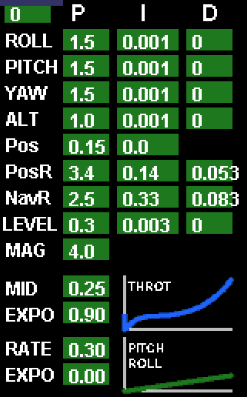 0 P I D
ROLL 1.5 0.001 0
PITCH 1.5 0.001 0
YAW 1.5 0.001 0
ALT 1.0 0.001 0
Pos 0.15 0.0
PosR 3.4 0.14 0.053
NavR 2.5 0.33 0.083
LEVEL 0.3 0.003 0
MAG 4.0
MID 0.25 THROT
EXPO 0.90
RATE 0.30 PITCH
EXPO 0.00 ROLL